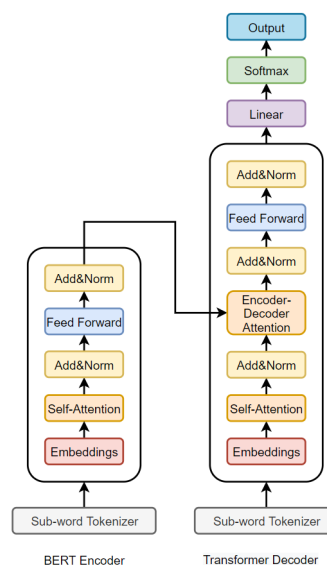 Output
Softmax
Linear
Add&Norm
Feed Forward
Add&Norm
Encoder-
Decoder
Attention
Add&Norm
Self-Attention
Embeddings
Sub-word Tokenizer
Transformer Decoder
Add&Norm
Feed Forward
Add&Norm
Self-Attention
Embeddings
Sub-word Tokenizer
BERT Encoder